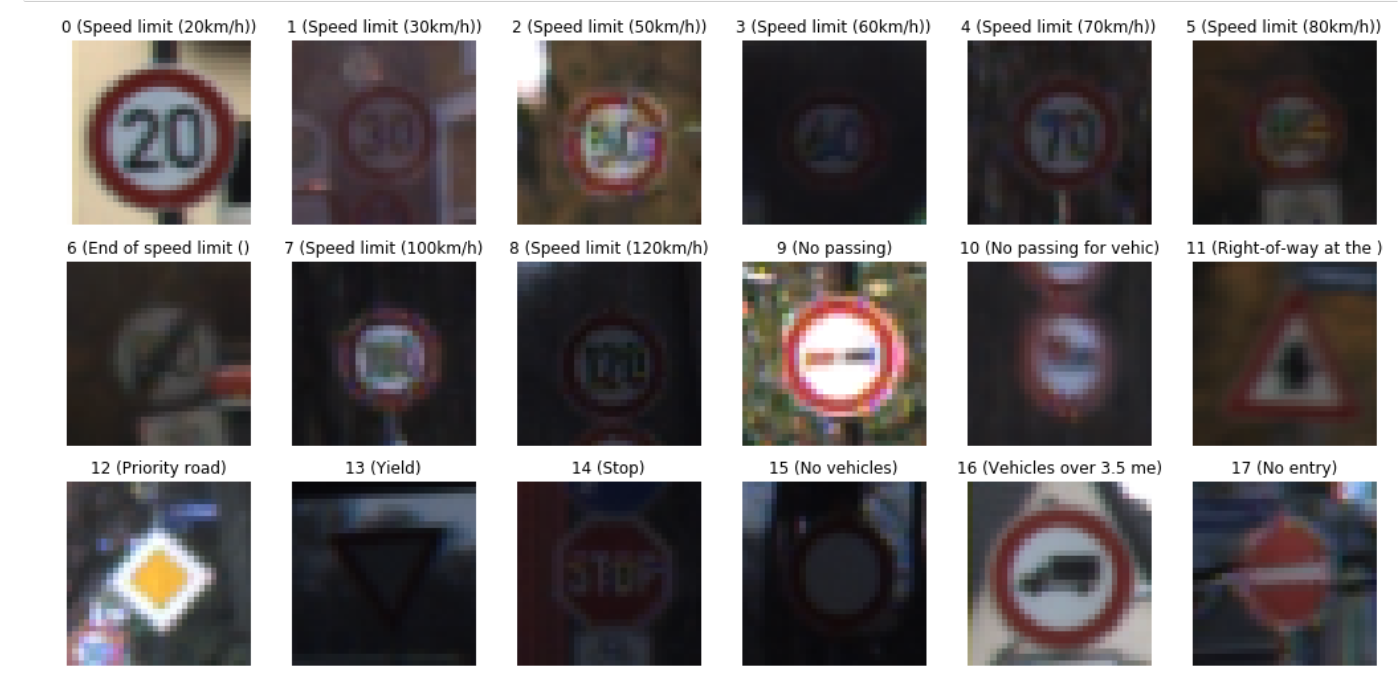 0 (Speed limit (20km/h)) 1 (Speed limit (30km/h)) 2 (Speed limit (50km/h)) 3 (Speed limit (60km/h)) 4 (Speed limit (70km/h)) 5 (Speed limit (80km/h))
20 30 70
6 (End of speed limit () 7 (Speed limit (100km/h) 8 (Speed limit (120km/h) 9 (No passing) 10 (No passing for vehic) 11 (Right-of-way at the )
12 (Priority road) 13 (Yield) 14 (Stop) 15 (No vehicles) 16 (Vehicles over 3.5 me) 17 (No entry)
STOP